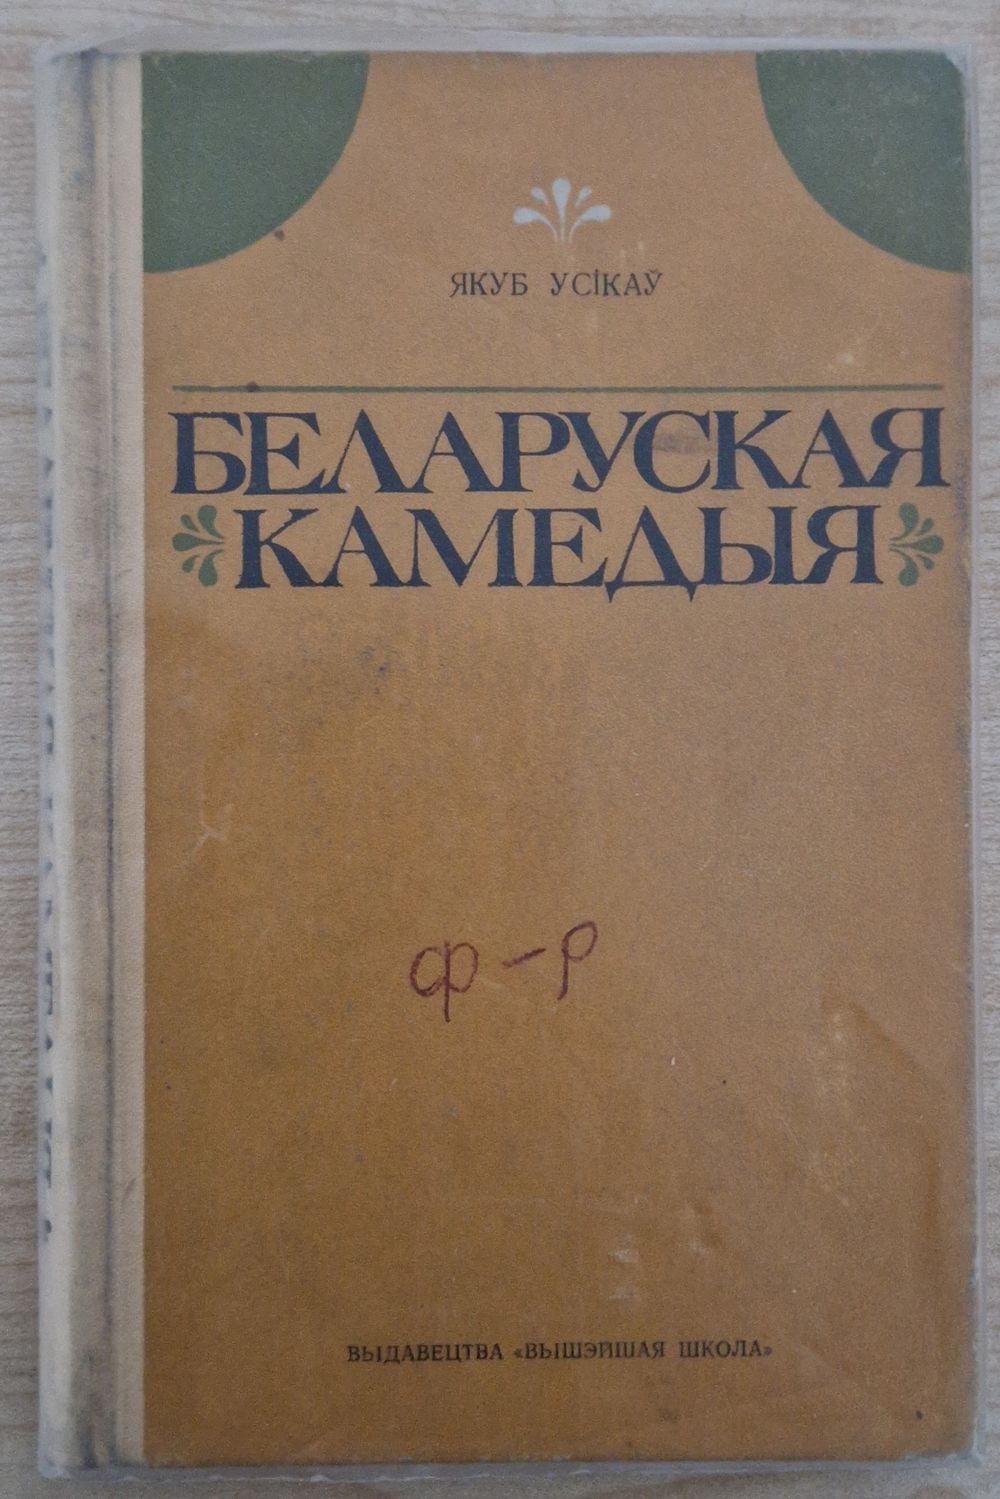 ЯКУБ УСІКАЎ
БЕЛАРУСКАЯ
КАМЕДЫЯ
ф-р
ВЫДАВЕЦТВА «ВЫШЭЙШАЯ ШКОЛА»